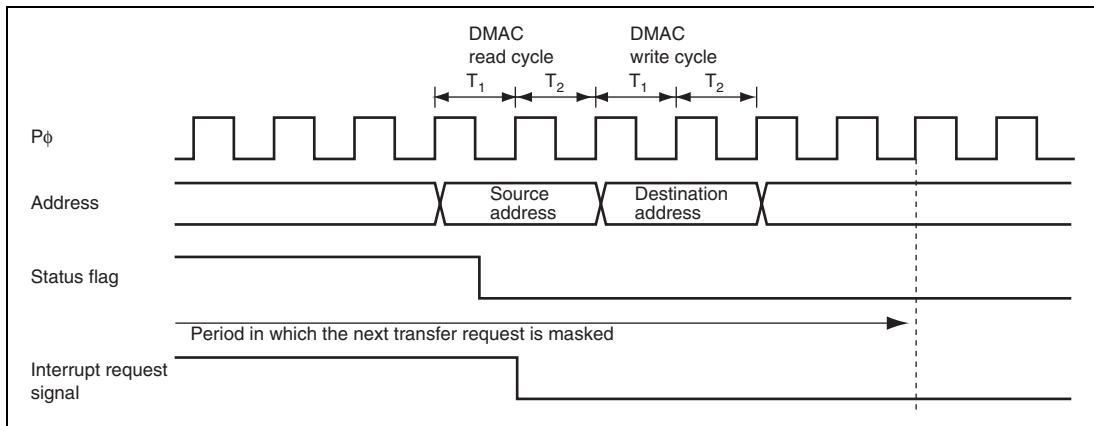 DMAC
read cycle
DMAC
write cycle
T1 T2 T1 T2
Pϕ
Address
Source
address
Destination
address
Status flag
Period in which the next transfer request is masked
Interrupt request
signal